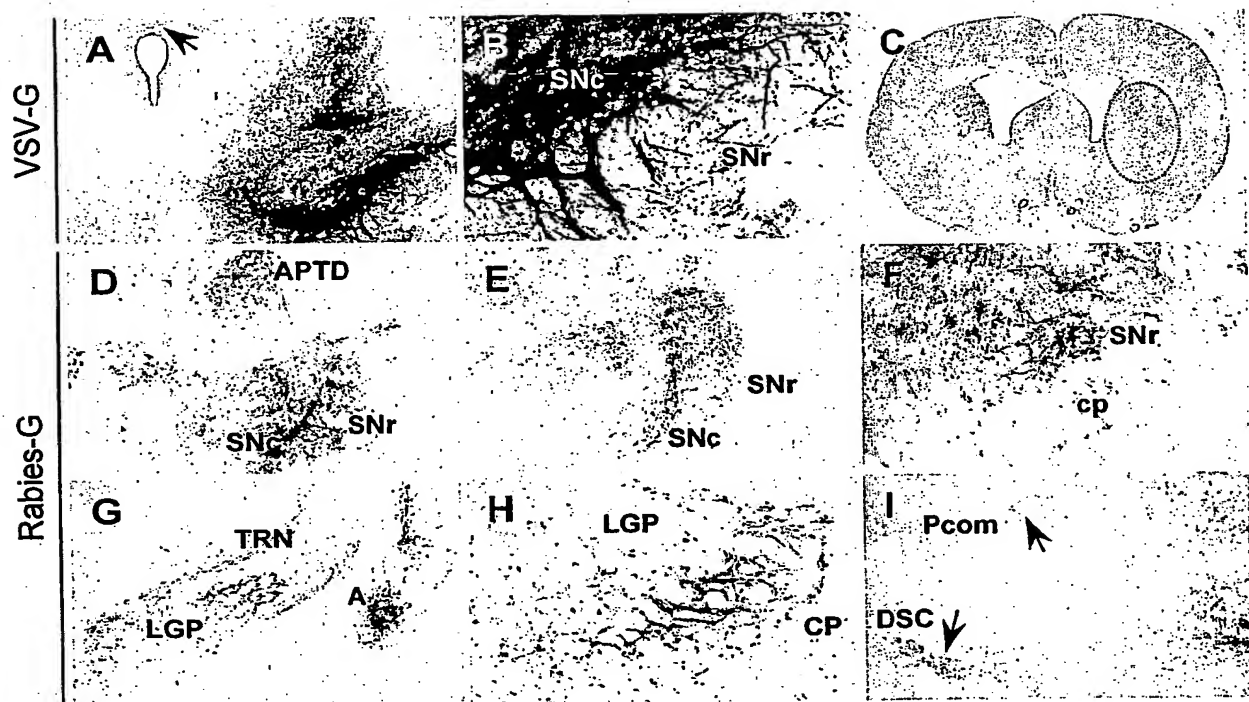 VSV-G
A
B
SNc
SNr
C
Rabies-G
D
APTD
SNc
SNr
E
SNr
SNc
F
SNr
cp
G
TRN
A
LGP
H
LGP
CP
I
Pcom
DSC